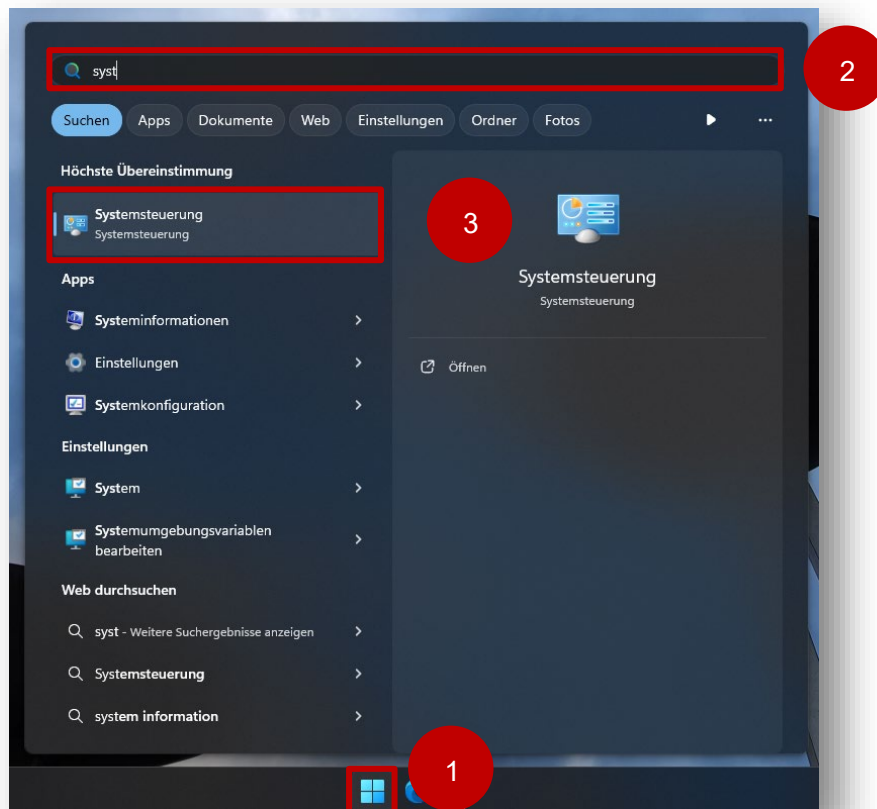 syst
2
Suchen Apps Dokumente Web Einstellungen Ordner Fotos ...
Höchste Übereinstimmung
Systemsteuerung
Systemsteuerung
3
Systemsteuerung
Systemsteuerung
Öffnen
Apps
Systeminformationen
Einstellungen
Systemkonfiguration
Einstellungen
System
Systemumgebungsvariablen
bearbeiten
Web durchsuchen
syst - Weitere Suchergebnisse anzeigen
Systemsteuerung
system information
1